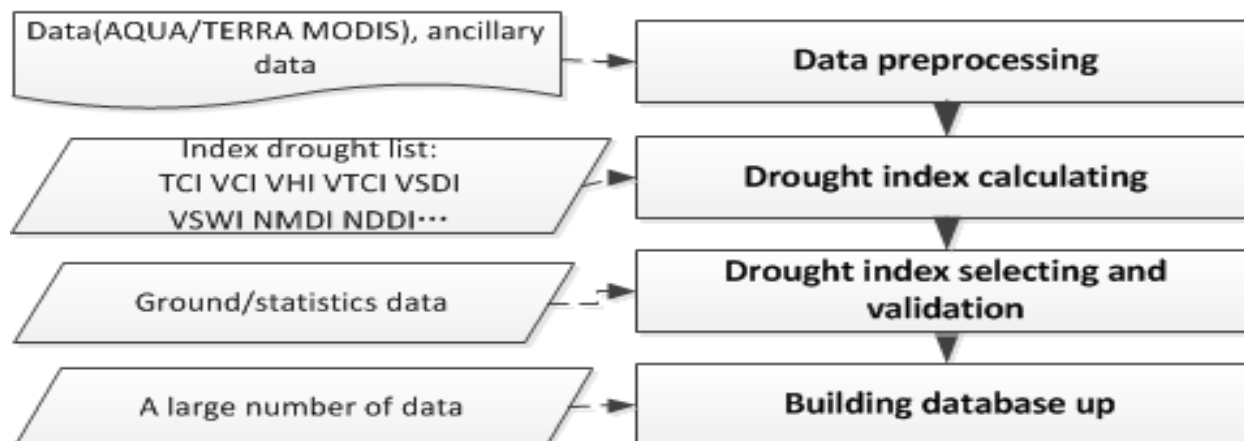 Data(AQUA/TERRA MODIS), ancillary
data
Data preprocessing
Index drought list:
TCI VCI VHI VTCI VSDI
VSWI NMDI NDDI···
Drought index calculating
Ground/statistics data
Drought index selecting and
validation
A large number of data
Building database up